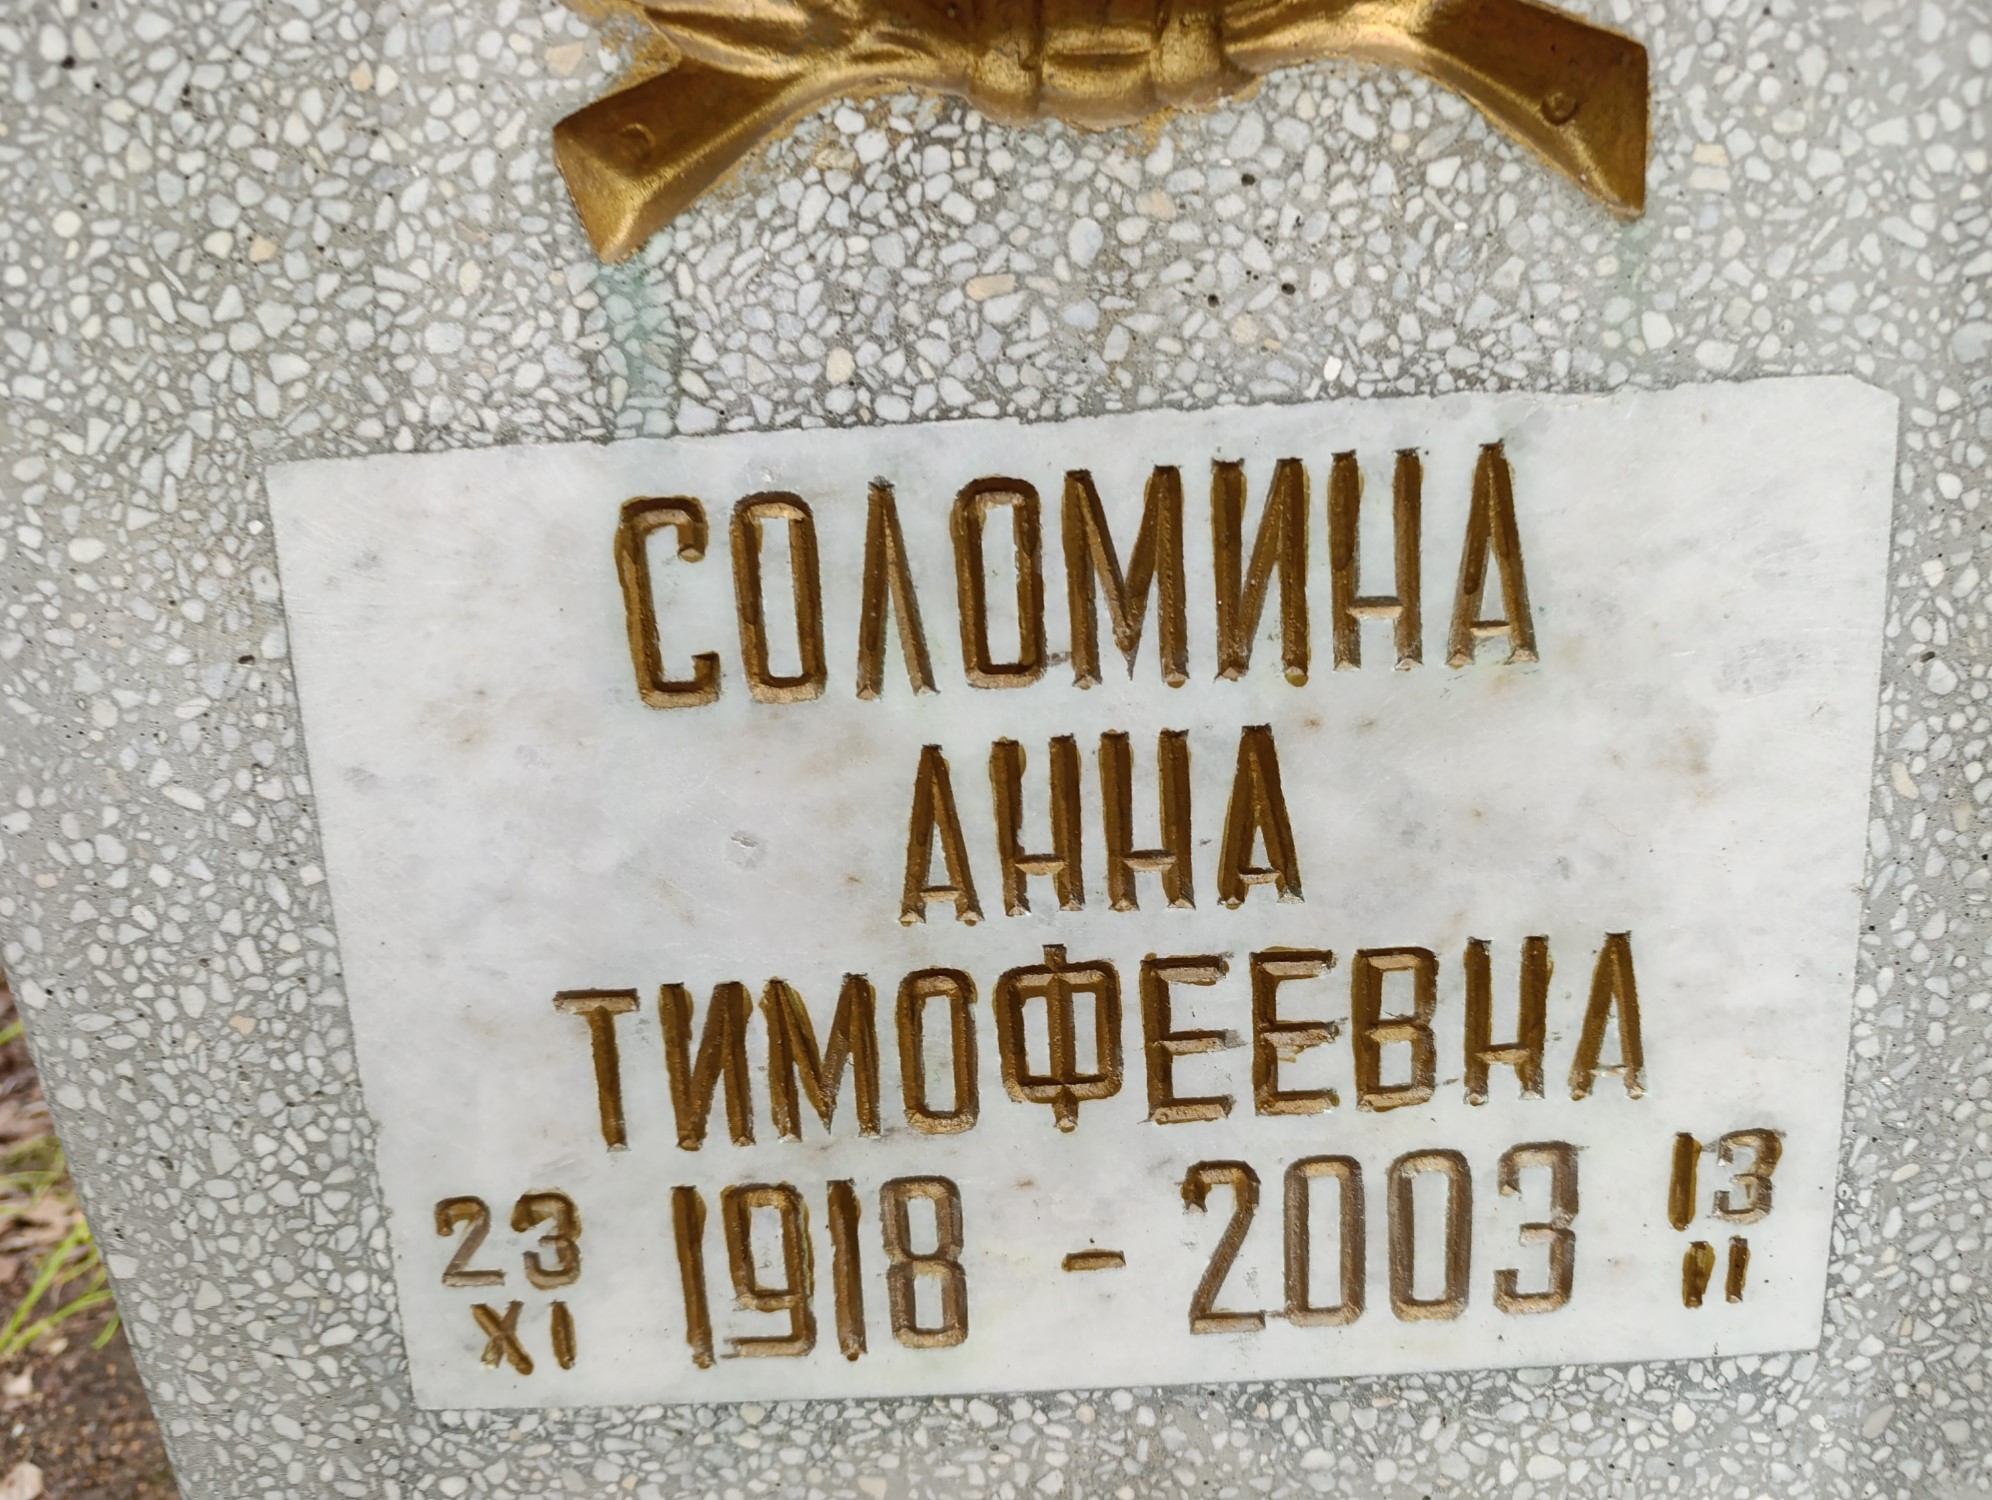 СОЛОМИНА
АННА
ТИМОФЕЕВНА
23 1918 - 2003 13
XI II